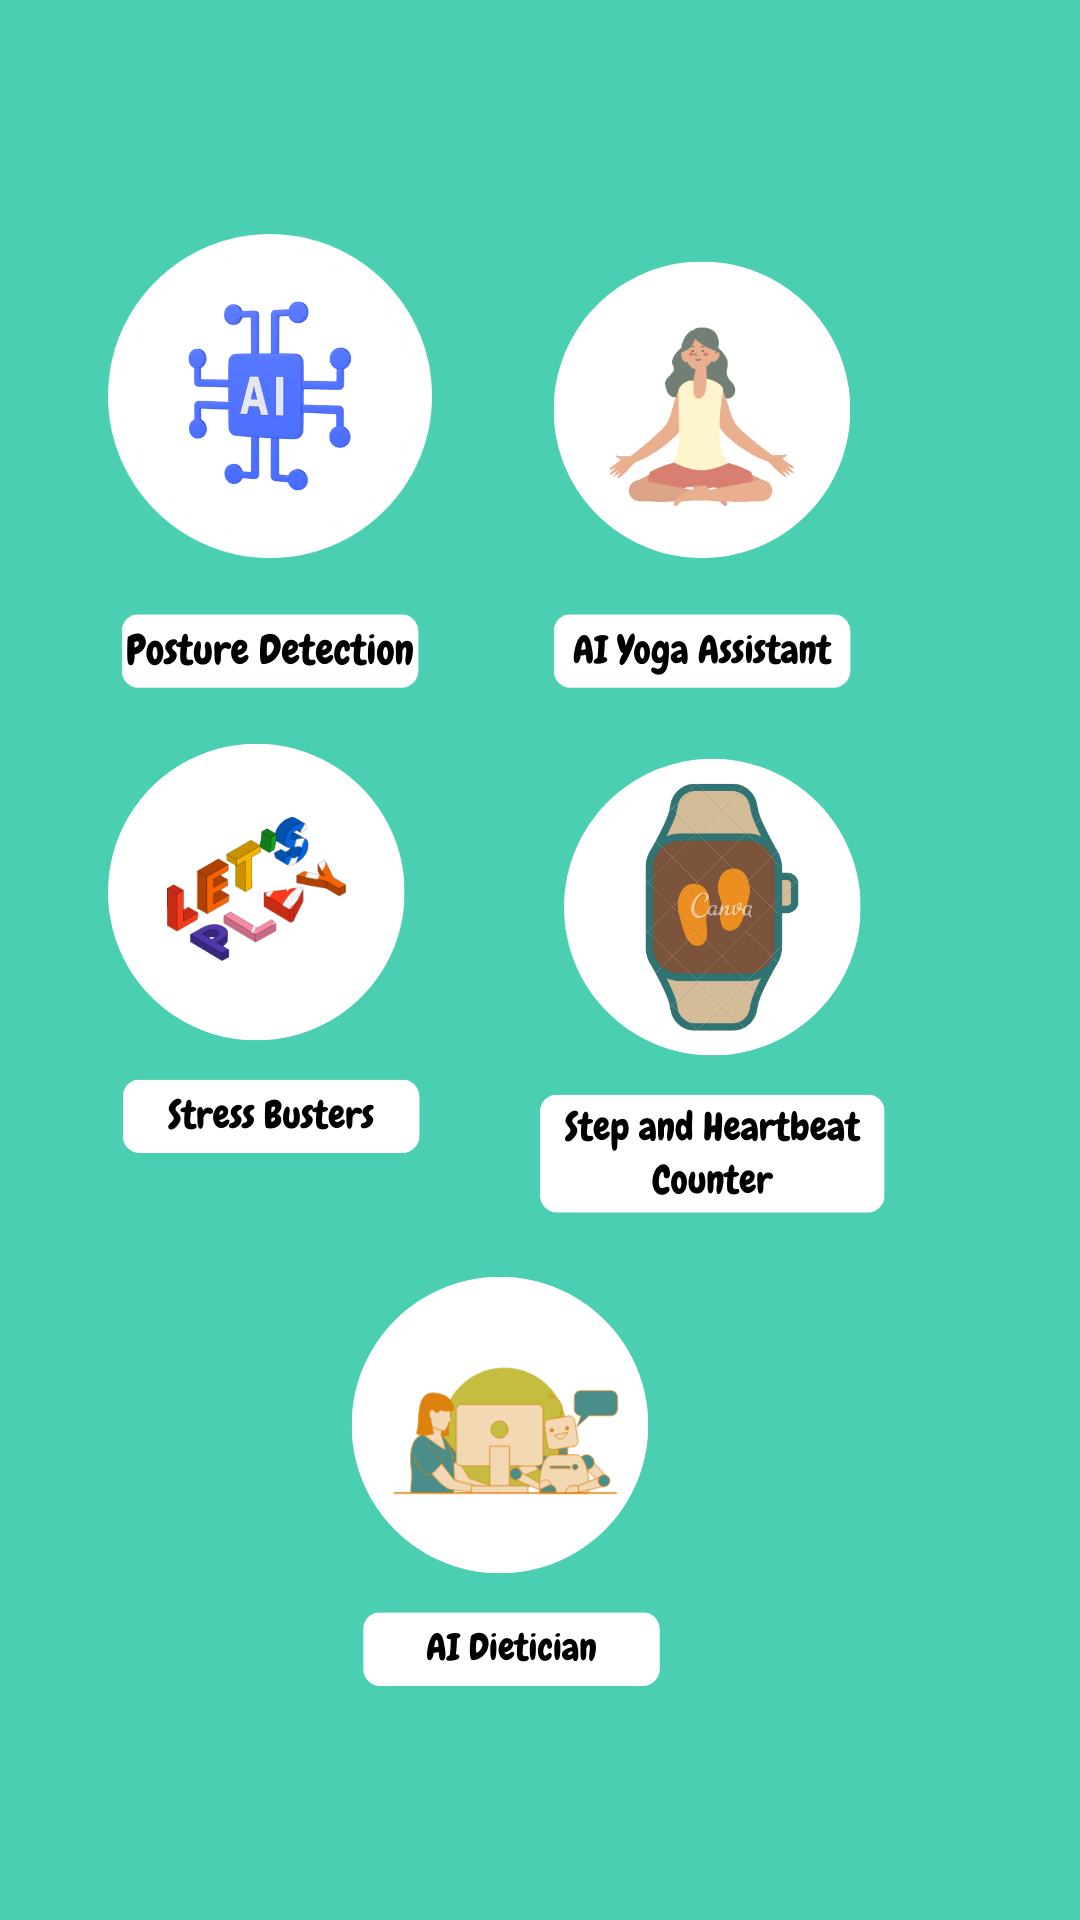 AI
Posture Detection
AI Yoga Assistant
LET'S
PLAY
Canva
Stress Busters
Step and Heartbeat
Counter
AI Dietician